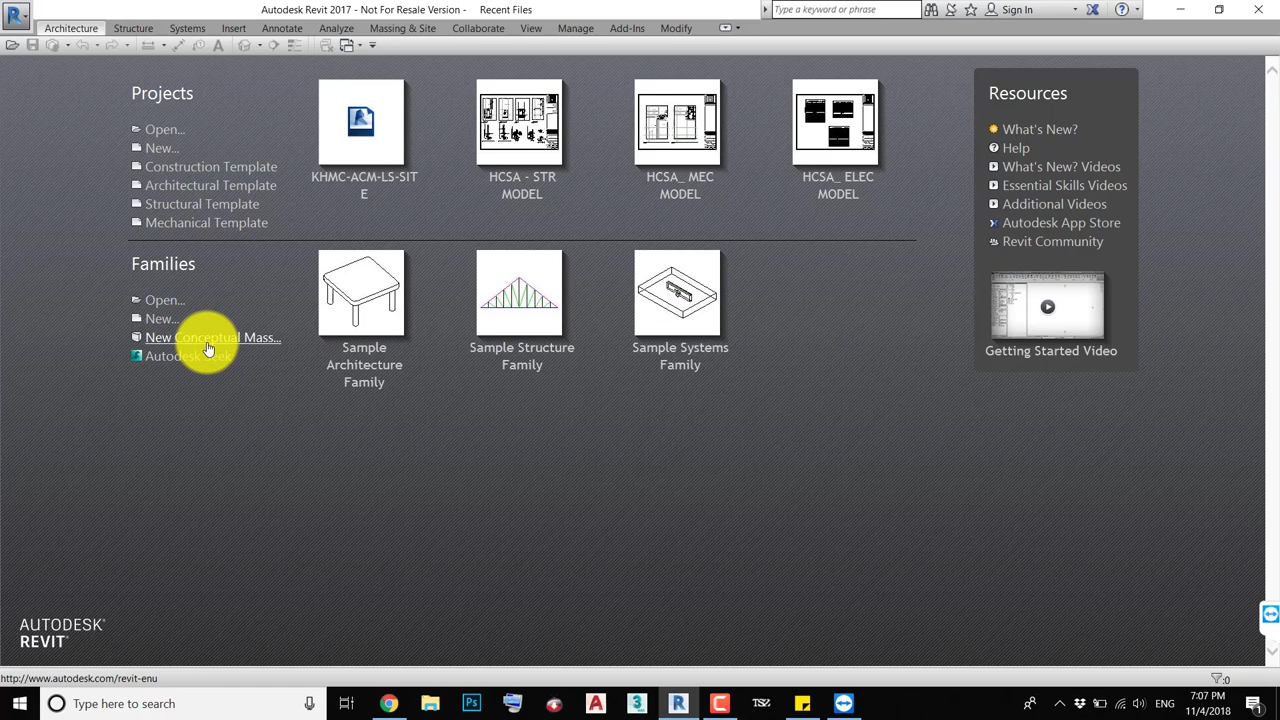 Autodesk Revit 2017 - Not For Resale Version - Recent Files
Type a keyword or phrase
Sign In
Architecture Structure Systems Insert Annotate Analyze Massing & Site Collaborate View Manage Add-Ins Modify
Projects
Open...
New...
Construction Template
Architectural Template
Structural Template
Mechanical Template
KHMC-ACM-LS-SIT
E
HCSA - STR
MODEL
HCSA_ MEC
MODEL
HCSA_ ELEC
MODEL
Families
Open...
New...
New Conceptual Mass...
Autodesk Seek
Sample
Architecture
Family
Sample Structure
Family
Sample Systems
Family
Resources
What's New?
Help
What's New? Videos
Essential Skills Videos
Additional Videos
Autodesk App Store
Revit Community
Getting Started Video
AUTODESK®
REVIT®
http://www.autodesk.com/revit-enu
:0
Type here to search
ENG
7:07 PM
11/4/2018